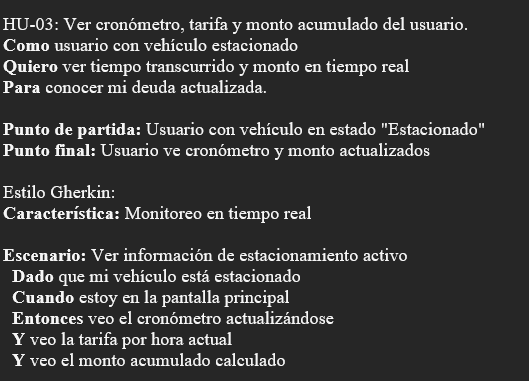 HU-03: Ver cronómetro, tarifa y monto acumulado del usuario.
Como usuario con vehículo estacionado
Quiero ver tiempo transcurrido y monto en tiempo real
Para conocer mi deuda actualizada.
Punto de partida: Usuario con vehículo en estado "Estacionado"
Punto final: Usuario ve cronómetro y monto actualizados
Estilo Gherkin:
Característica: Monitoreo en tiempo real
Escenario: Ver información de estacionamiento activo
Dado que mi vehículo está estacionado
Cuando estoy en la pantalla principal
Entonces veo el cronómetro actualizándose
Y veo la tarifa por hora actual
Y veo el monto acumulado calculado